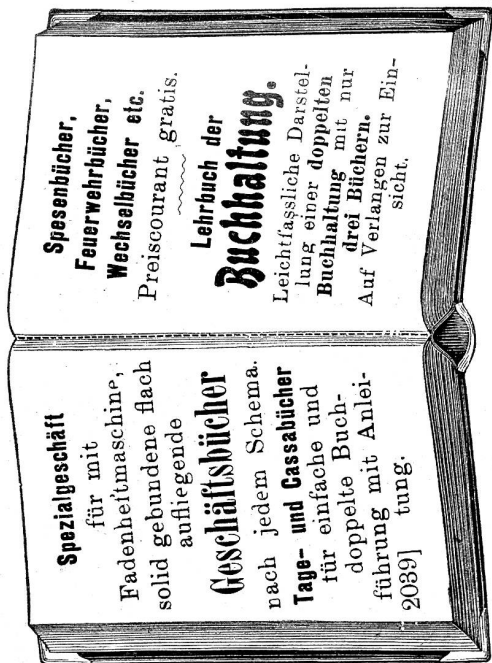 Spezialgeschäft
für mit
Fadenheftmaschine,
solid gebundene flach
aufliegende
Geschäftsbücher
nach jedem Schema.
Tage- und Cassabücher
für einfache und
doppelte Buch-
führung mit Anlei-
2039] tung.
Spesenbücher,
Feuerwehrbücher,
Wechselbücher etc.
Preiscourant gratis.
Lehrbuch der
Buchhaltung.
Leichtfassliche Darstel-
lung einer doppelten
Buchhaltung mit nur
drei Büchern.
Auf Verlangen zur Ein-
sicht.